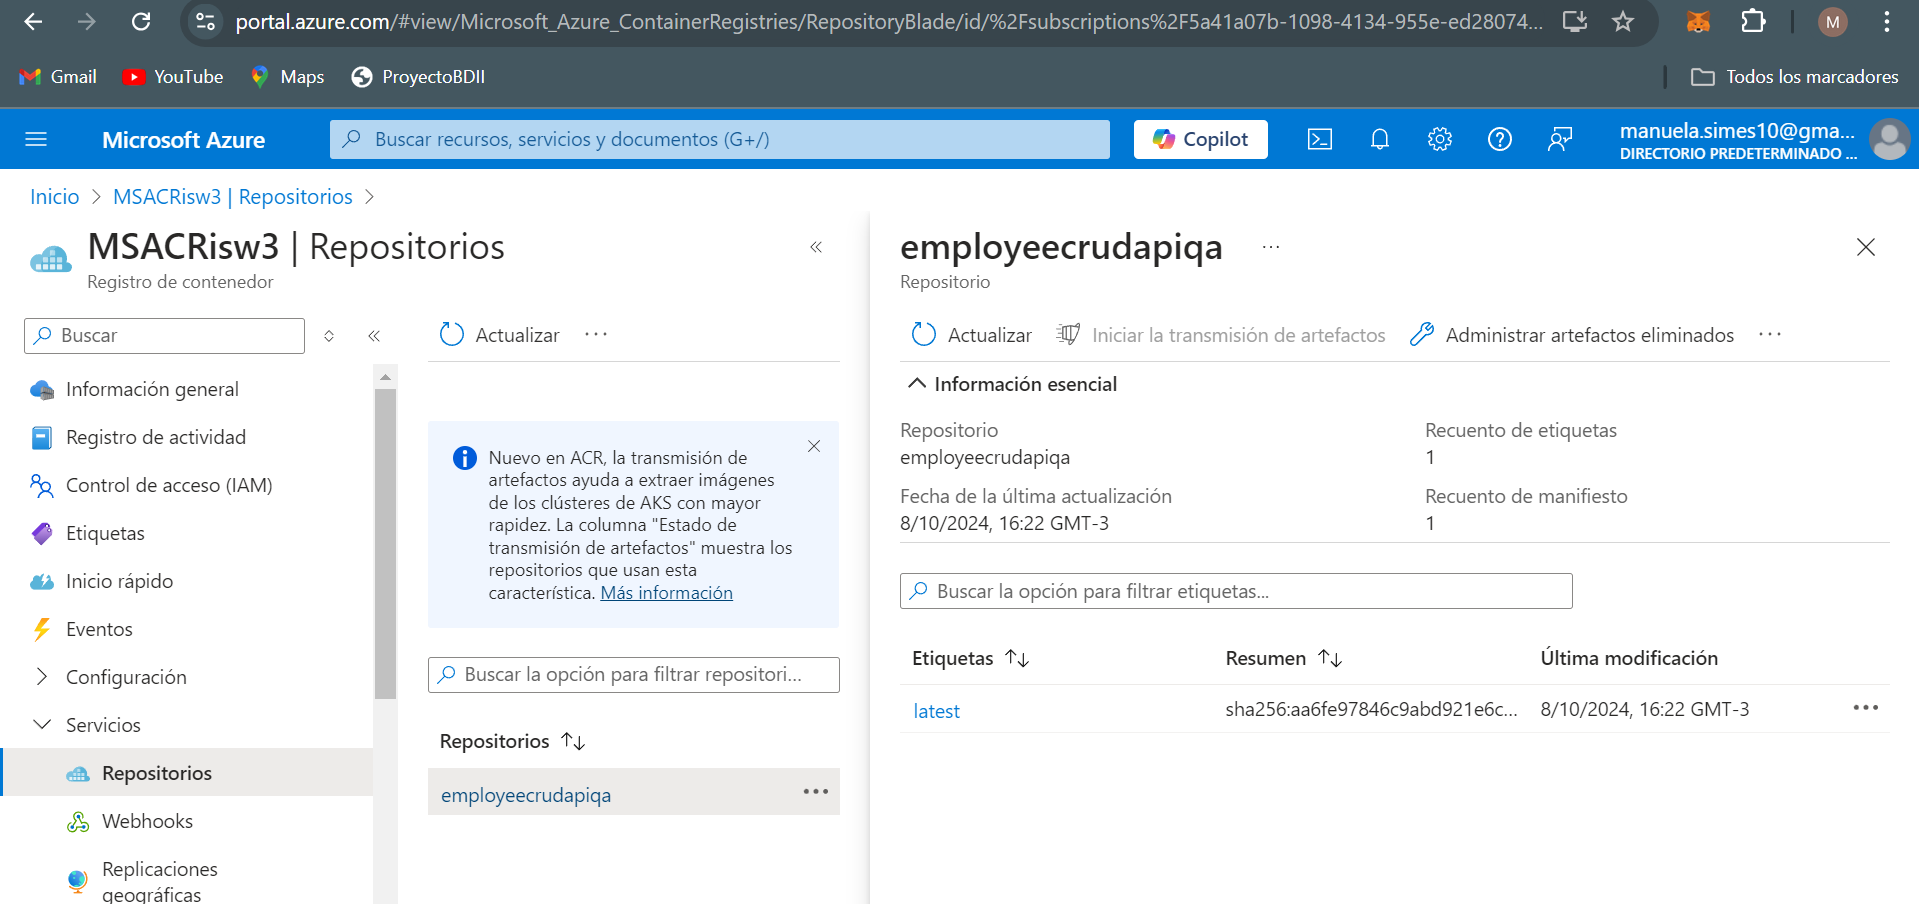 portal.azure.com/#view/Microsoft_Azure_ContainerRegistries/RepositoryBlade/id/%2Fsubscriptions%2F5a41a07b-1098-4134-955e-ed28074...
M
Gmail
YouTube
Maps
ProyectoBDII
Todos los marcadores
Microsoft Azure
Buscar recursos, servicios y documentos (G+/)
Copilot
manuela.simes10@gma...
DIRECTORIO PREDETERMINADO ...
Inicio > MSACRisw3 | Repositorios >
MSACRisw3 | Repositorios
Registro de contenedor
Buscar
Información general
Registro de actividad
Control de acceso (IAM)
Etiquetas
Inicio rápido
Eventos
Configuración
Servicios
Repositorios
Webhooks
Replicaciones
geográficas
Actualizar
Nuevo en ACR, la transmisión de
artefactos ayuda a extraer imágenes
de los clústeres de AKS con mayor
rapidez. La columna "Estado de
transmisión de artefactos" muestra los
repositorios que usan esta
característica. Más información
Buscar la opción para filtrar repositori...
Repositorios
employeecrudapiqa
employeecrudapiqa
Repositorio
Actualizar
Iniciar la transmisión de artefactos
Administrar artefactos eliminados
Información esencial
Repositorio
employeecrudapiqa
Recuento de etiquetas
1
Fecha de la última actualización
8/10/2024, 16:22 GMT-3
Recuento de manifiesto
1
Buscar la opción para filtrar etiquetas...
Etiquetas Resumen Última modificación
latest sha256:aa6fe97846c9abd921e6c... 8/10/2024, 16:22 GMT-3